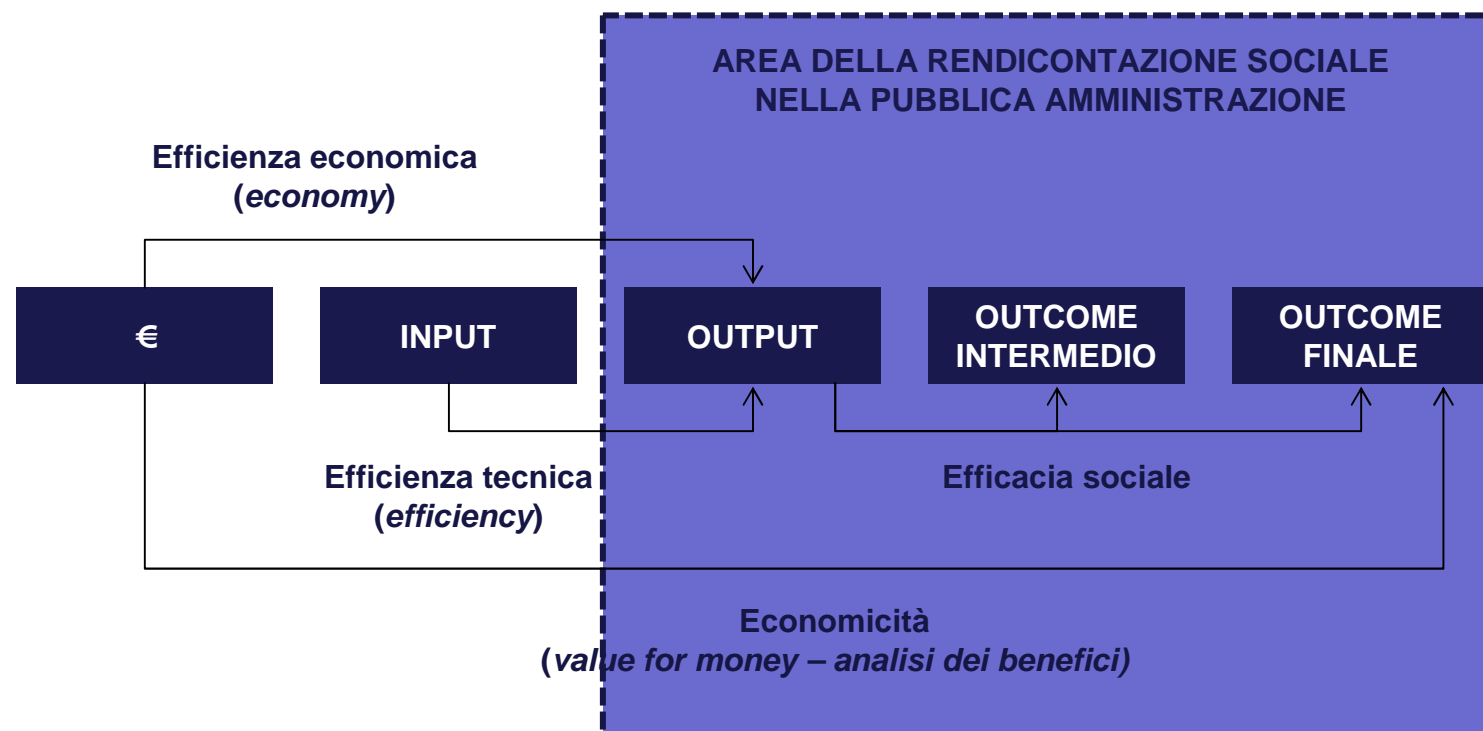 AREA DELLA RENDICONTAZIONE SOCIALE
NELLA PUBBLICA AMMINISTRAZIONE
Efficienza economica
(economy)
€
INPUT
OUTPUT
OUTCOME
INTERMEDIO
OUTCOME
FINALE
Efficienza tecnica
(efficiency)
Efficacia sociale
Economicità
(value for money – analisi dei benefici)